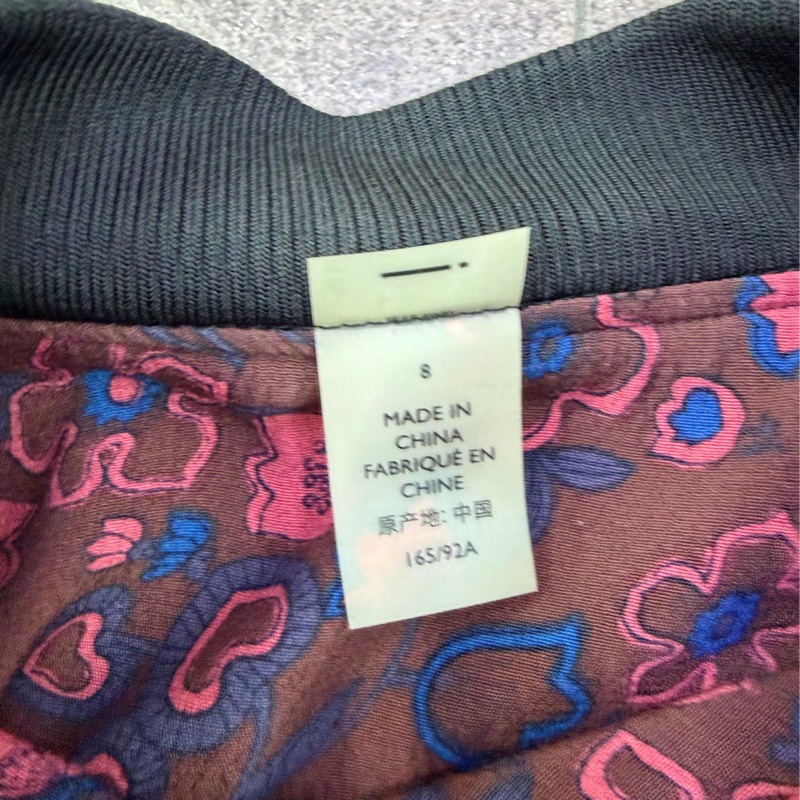 8
MADE IN
CHINA
FABRIQUÉ EN
CHINE
原产地: 中国
165/92A